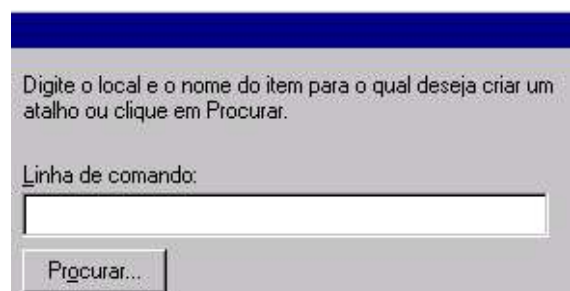 Digite o local e o nome do item para o qual deseja criar um
atalho ou clique em Procurar.
Linha de comando:
Procurar...